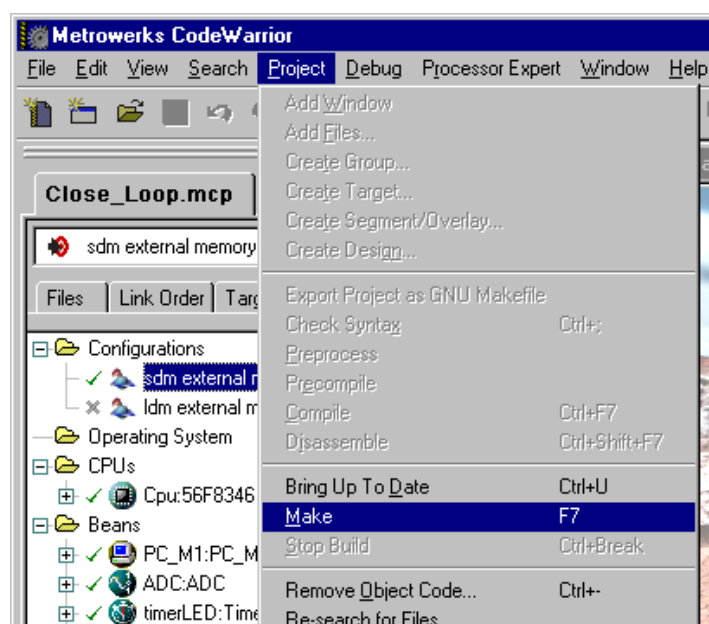 Metrowerks CodeWarrior
File Edit View Search Project Debug Processor Expert Window Help
Add Window
Add Files...
Create Group...
Create Target...
Create Segment/Overlay...
Create Design...
Close_Loop.mcp
sdm external memory
Files Link Order
Export Project as GNU Makefile
Check Syntax Ctrl+;
Preprocess
Precompile
Compile Ctrl+F7
Disassemble Ctrl+Shift+F7
Configurations
sdm external
ldm external
Operating System
CPUs
Cpu:56F8346
Beans
PC_M1:PC_M
ADC:ADC
timerLED:Time
Bring Up To Date Ctrl+U
Make F7
Stop Build Ctrl+Break
Remove Object Code... Ctrl+-
Re-search for Files